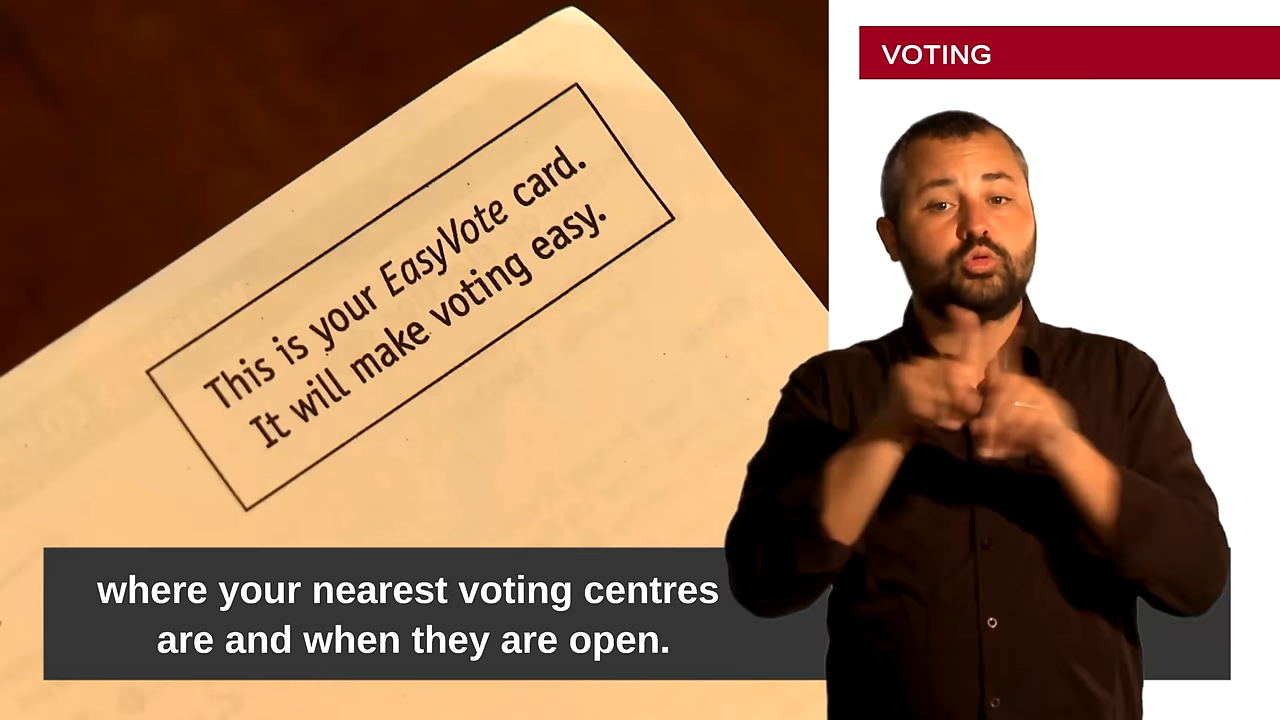 VOTING
This is your EasyVote card.
It will make voting easy.
where your nearest voting centres
are and when they are open.